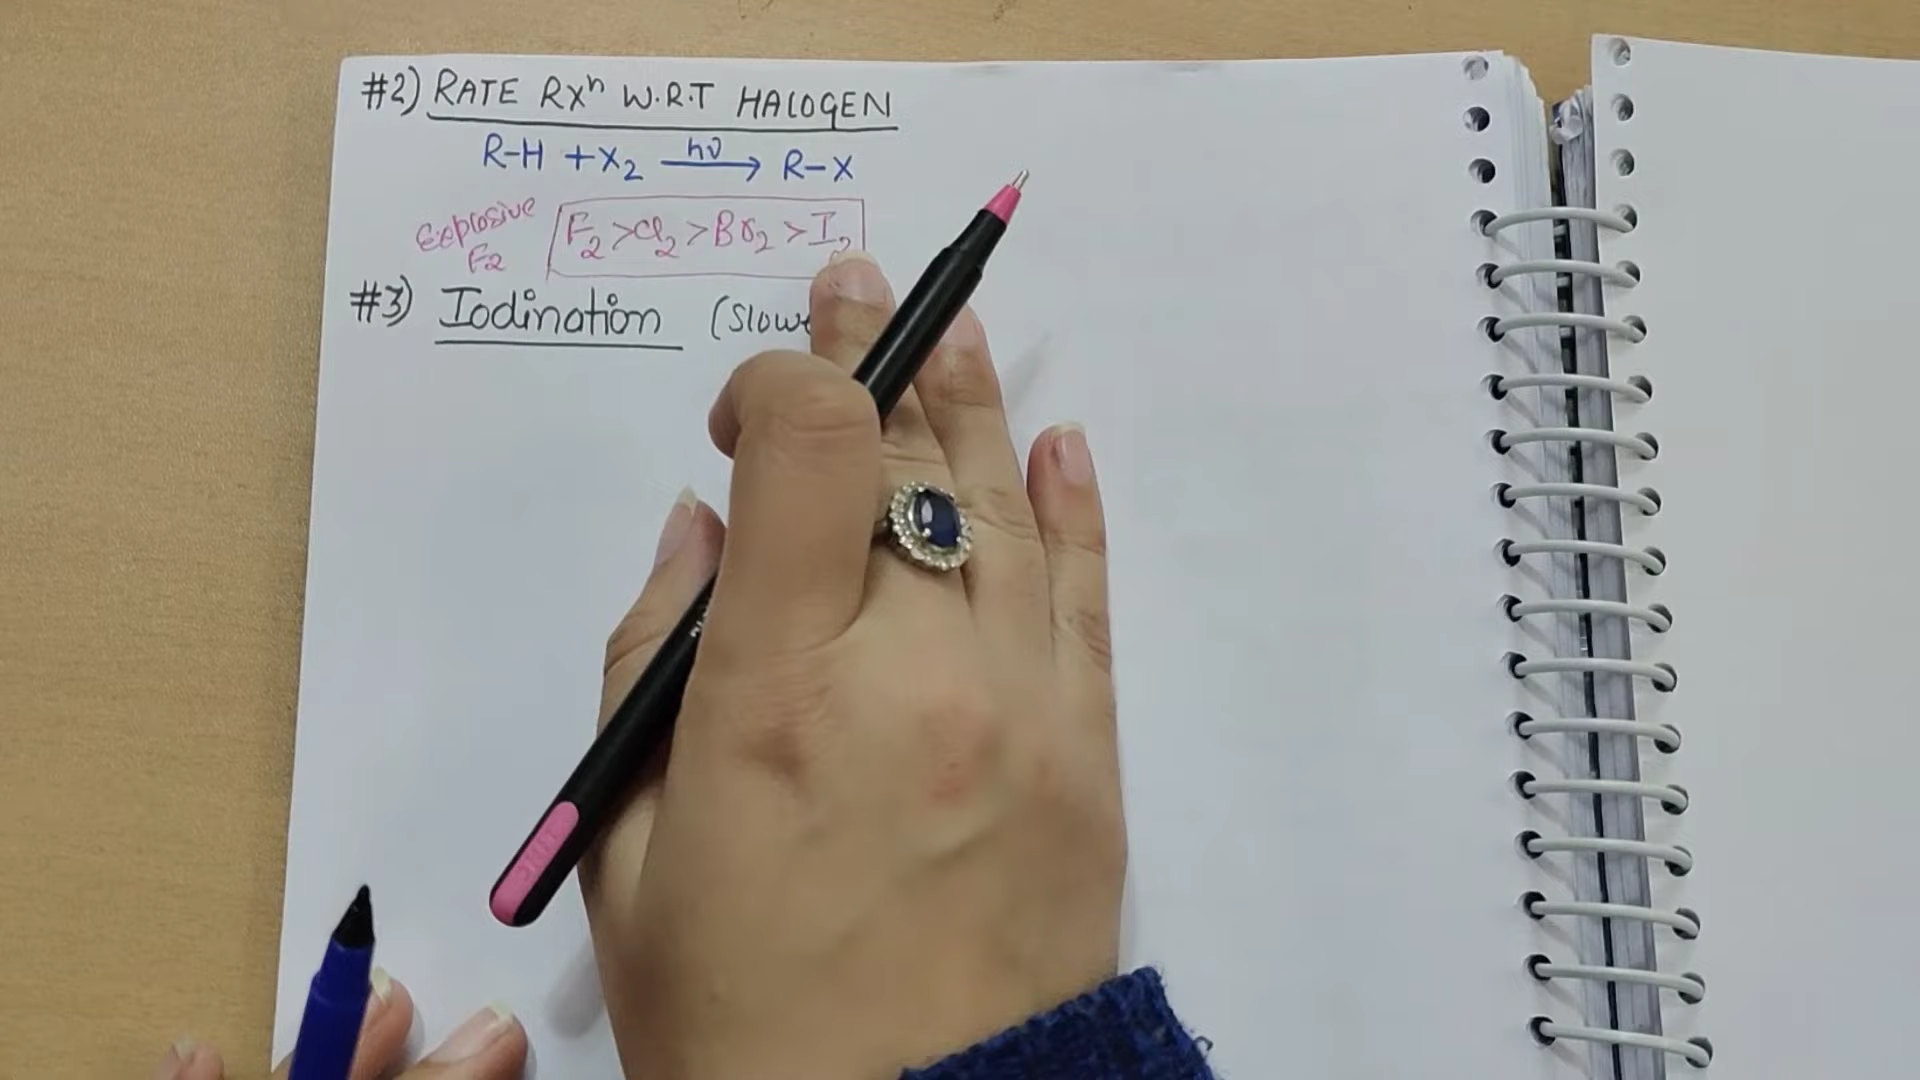 #2) RATE RXⁿ W.R.T HALOGEN
R-H + X₂ hν → R-X
Explosive F₂
F₂ > Cl₂ > Br₂ > I₂
#3) Iodination (Slow